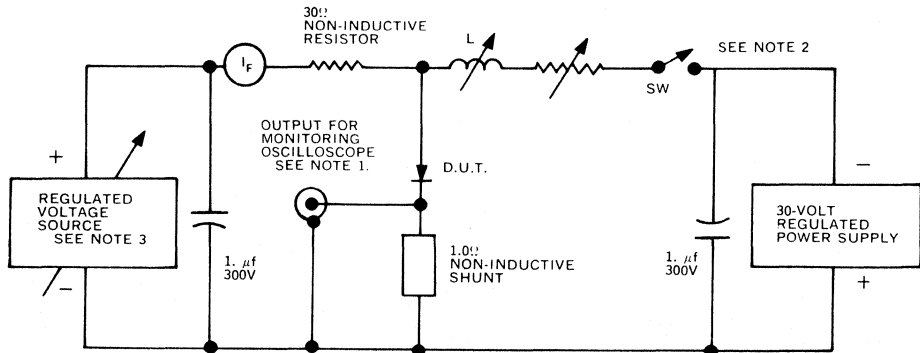 30Ω
NON-INDUCTIVE
RESISTOR
I_F
L
SEE NOTE 2
SW
OUTPUT FOR
MONITORING
OSCILLOSCOPE
SEE NOTE 1.
D.U.T.
+
REGULATED
VOLTAGE
SOURCE
SEE NOTE 3
−
1. μf
300V
1.0Ω
NON-INDUCTIVE
SHUNT
1. μf
300V
−
30-VOLT
REGULATED
POWER SUPPLY
+